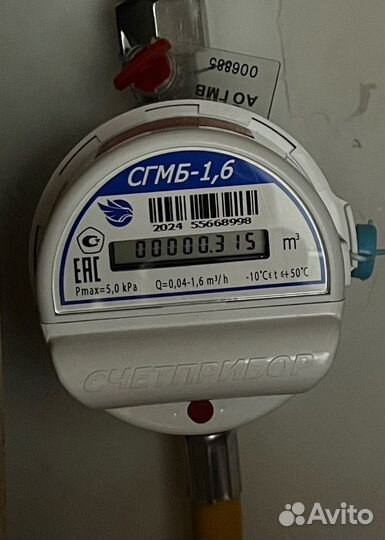 006885
АО ГМВ
СГМБ-1,6
2024 55668998
00000.315 m³
ЕАС
Pmax=5,0 kPa Q=0,04-1,6 m³/h -10°C≤ t ≤+50°C
СЧЕТПРИБОР
Avito